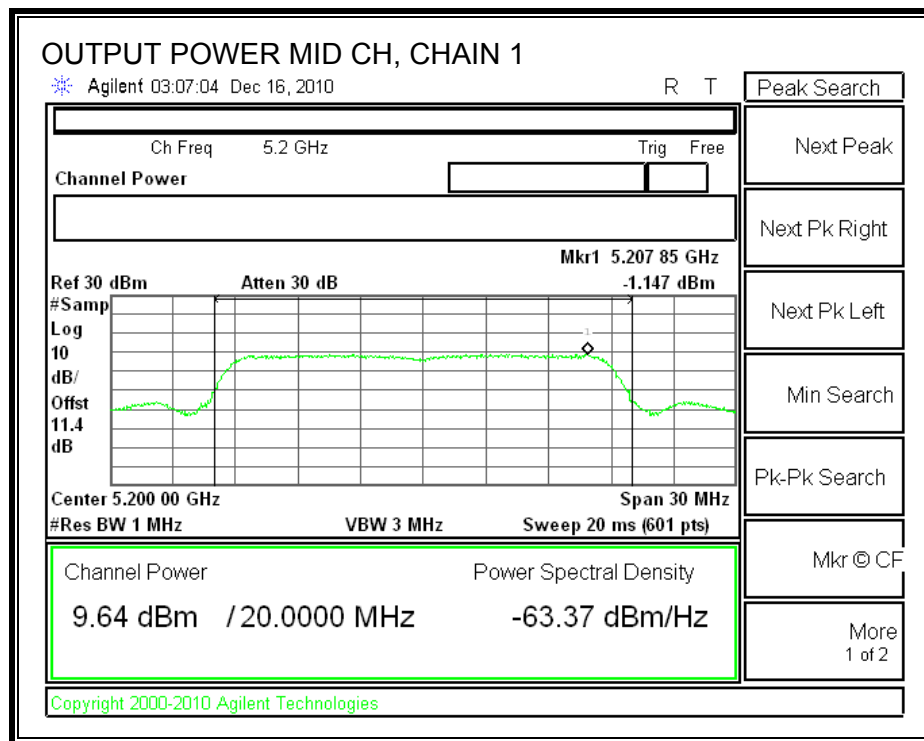 OUTPUT POWER MID CH, CHAIN 1
Agilent 03:07:04 Dec 16, 2010 R T
Peak Search
Ch Freq 5.2 GHz Trig Free
Next Peak
Channel Power
Next Pk Right
Mkr1 5.207 85 GHz
Ref 30 dBm Atten 30 dB -1.147 dBm
#Samp
Log
10
dB/
Offst
11.4
dB
1
Next Pk Left
Min Search
Pk-Pk Search
Center 5.200 00 GHz Span 30 MHz
#Res BW 1 MHz VBW 3 MHz Sweep 20 ms (601 pts)
Channel Power Power Spectral Density
Mkr © CF
9.64 dBm / 20.0000 MHz -63.37 dBm/Hz
More
1 of 2
Copyright 2000-2010 Agilent Technologies